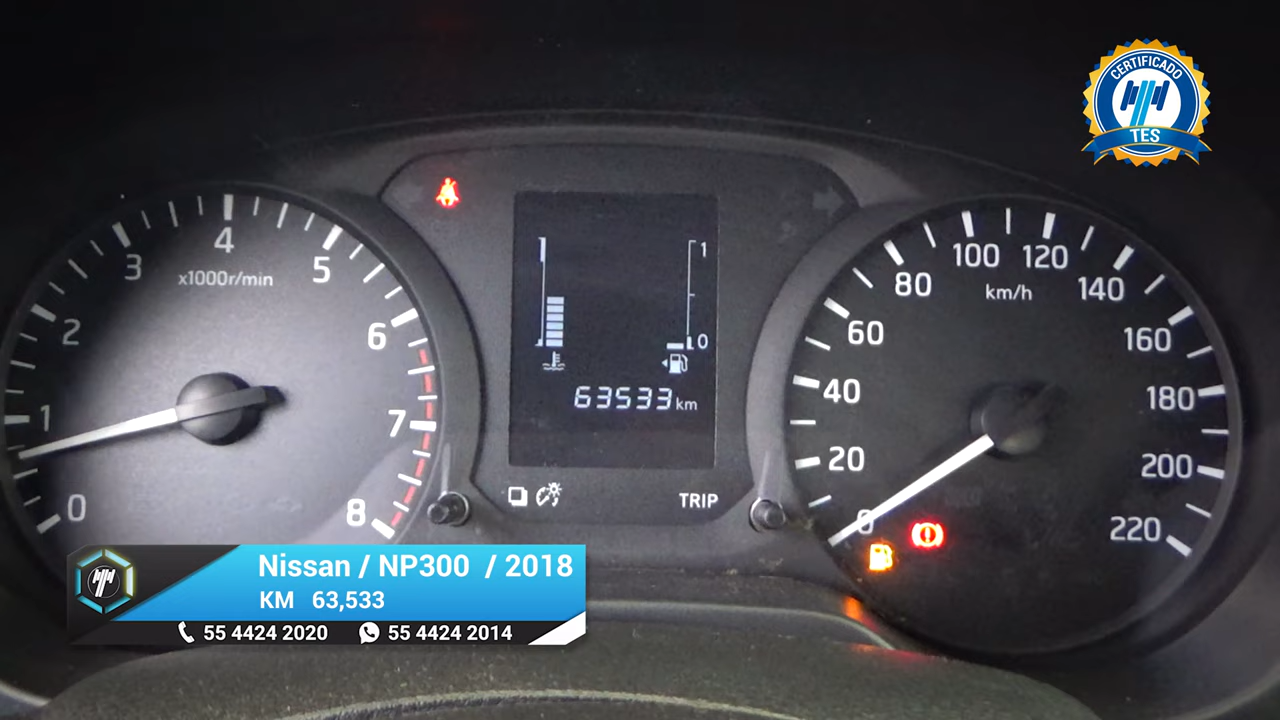 CERTIFICADO
TES
0
1
2
3
4
5
6
7
8
x1000r/min
1
0
63533 km
TRIP
0
20
40
60
80
100
120
140
160
180
200
220
km/h
Nissan / NP300 / 2018
KM 63,533
55 4424 2020 55 4424 2014